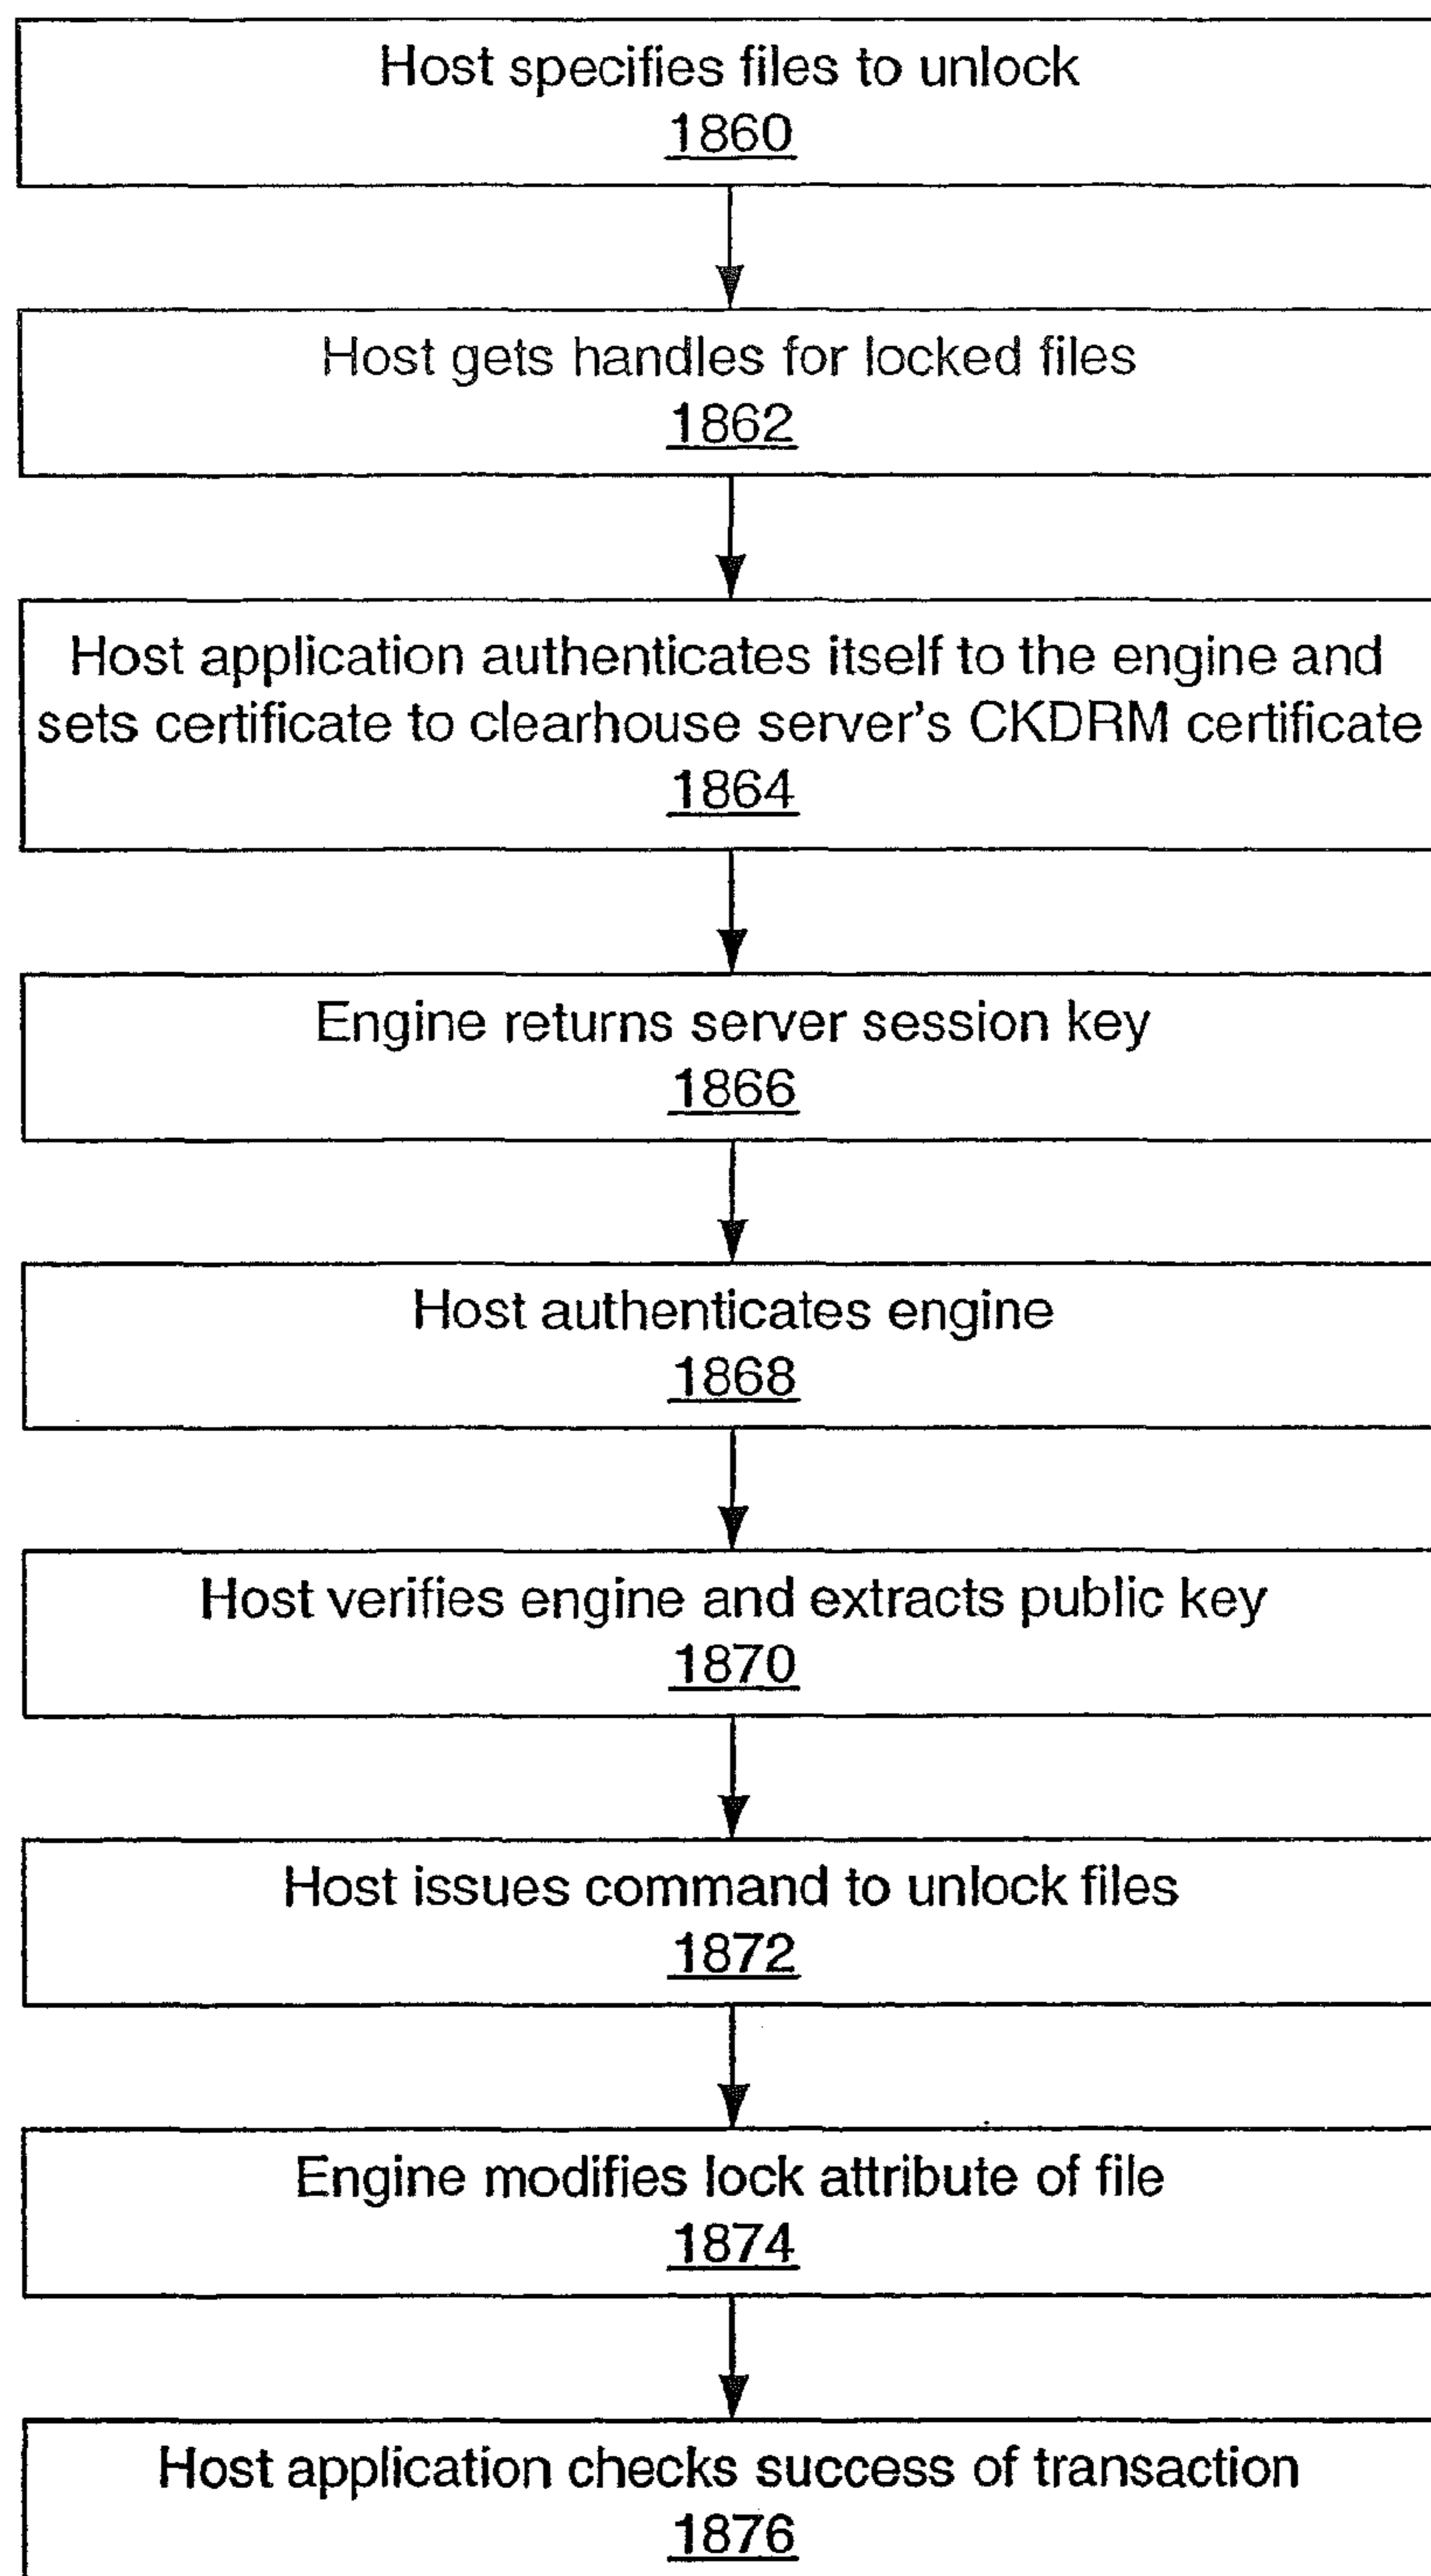 Host specifies files to unlock
1860
Host gets handles for locked files
1862
Host application authenticates itself to the engine and
sets certificate to clearhouse server's CKDRM certificate
1864
Engine returns server session key
1866
Host authenticates engine
1868
Host verifies engine and extracts public key
1870
Host issues command to unlock files
1872
Engine modifies lock attribute of file
1874
Host application checks success of transaction
1876